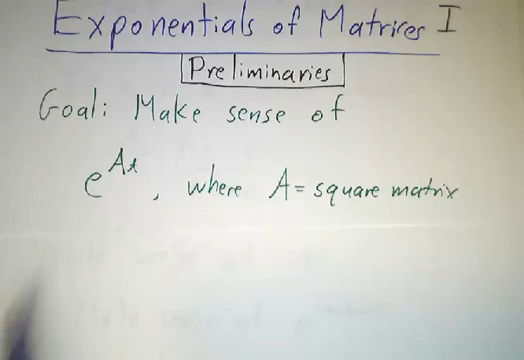 Exponentials of Matrices I
Preliminaries
Goal: Make sense of
e^{At}, where A = square matrix